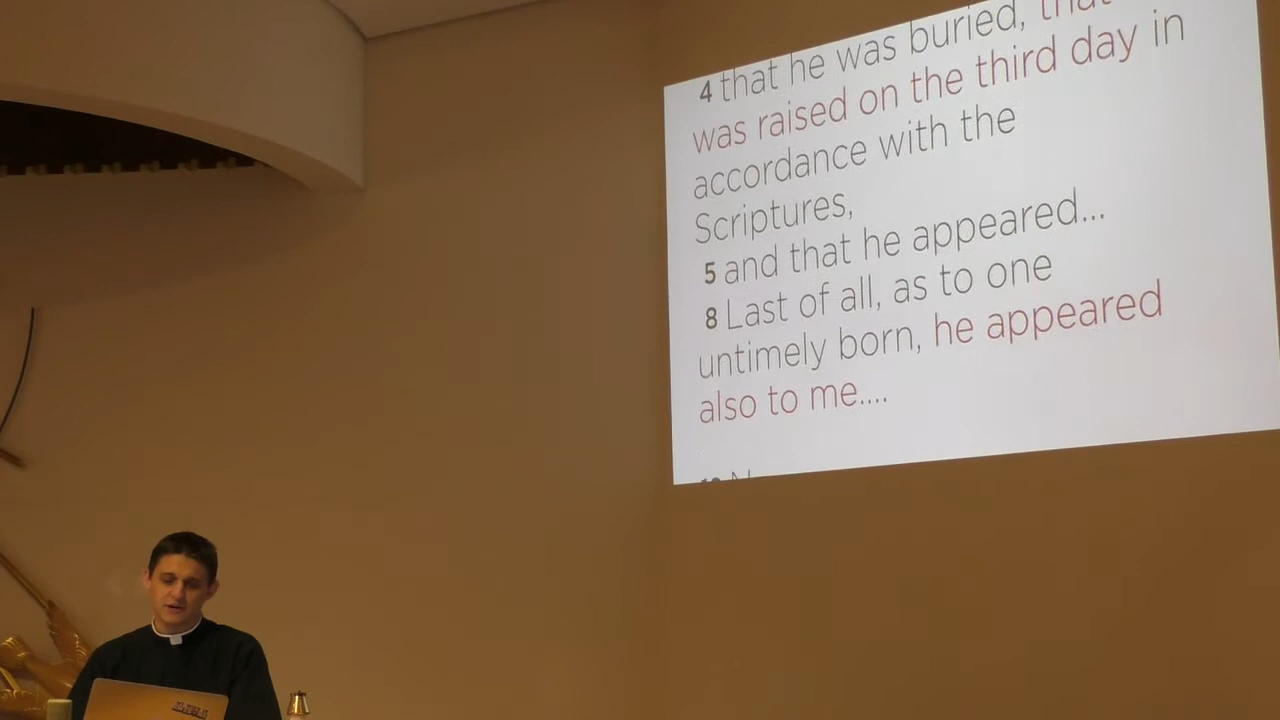 4 that he was buried, that
was raised on the third day in
accordance with the
Scriptures,
5 and that he appeared...
8 Last of all, as to one
untimely born, he appeared
also to me....